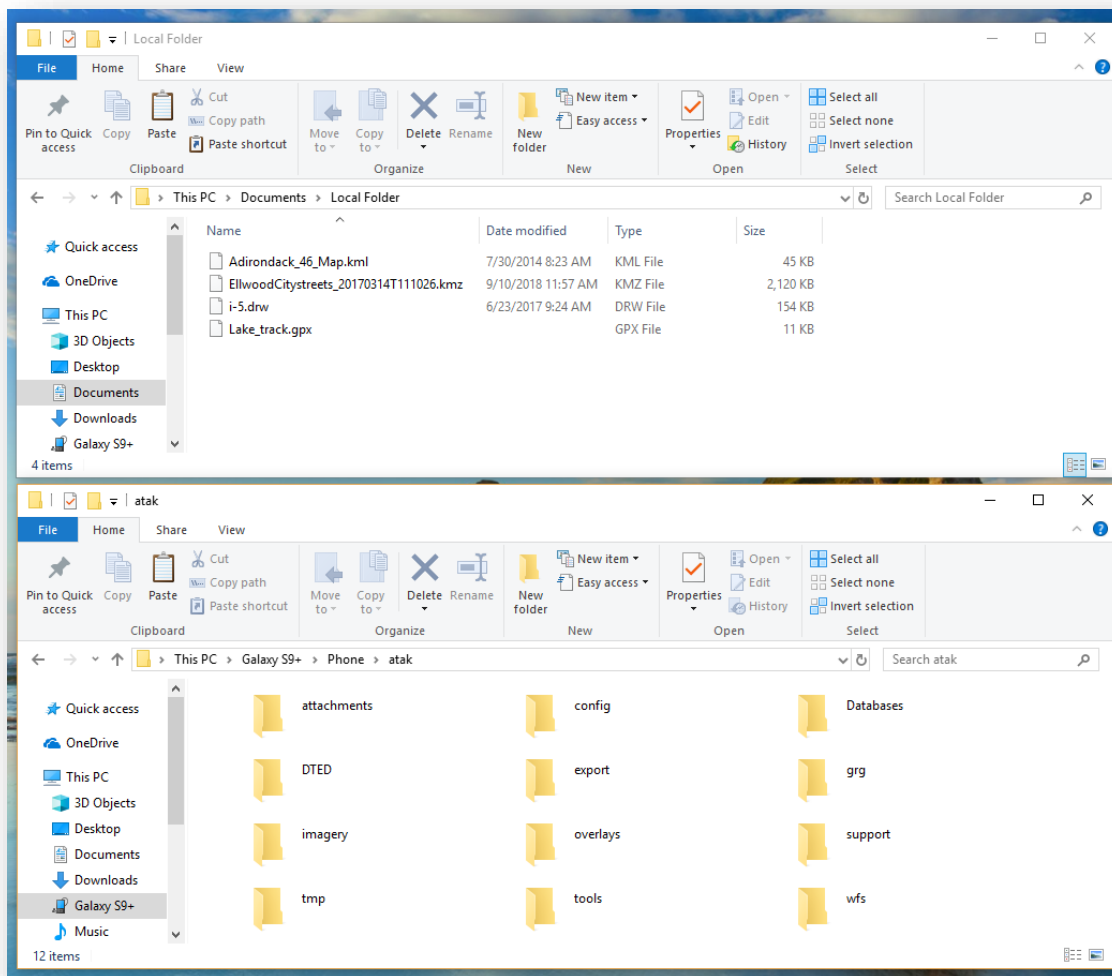 Local Folder
File Home Share View
Pin to Quick access Copy Paste Cut Copy path Paste shortcut Move to Copy to Delete Rename New folder New item Easy access Properties Open Edit History Select all Select none Invert selection
Clipboard Organize New Open Select
This PC > Documents > Local Folder Search Local Folder
Name Date modified Type Size
Quick access
OneDrive
This PC
3D Objects
Desktop
Documents
Downloads
Galaxy S9+
Adirondack_46_Map.kml 7/30/2014 8:23 AM KML File 45 KB
EllwoodCitystreets_20170314T111026.kmz 9/10/2018 11:57 AM KMZ File 2,120 KB
i-5.drw 6/23/2017 9:24 AM DRW File 154 KB
Lake_track.gpx GPX File 11 KB
4 items
atak
File Home Share View
Pin to Quick access Copy Paste Cut Copy path Paste shortcut Move to Copy to Delete Rename New folder New item Easy access Properties Open Edit History Select all Select none Invert selection
Clipboard Organize New Open Select
This PC > Galaxy S9+ > Phone > atak Search atak
Quick access
OneDrive
This PC
3D Objects
Desktop
Documents
Downloads
Galaxy S9+
Music
attachments config Databases
DTED export grg
imagery overlays support
tmp tools wfs
12 items